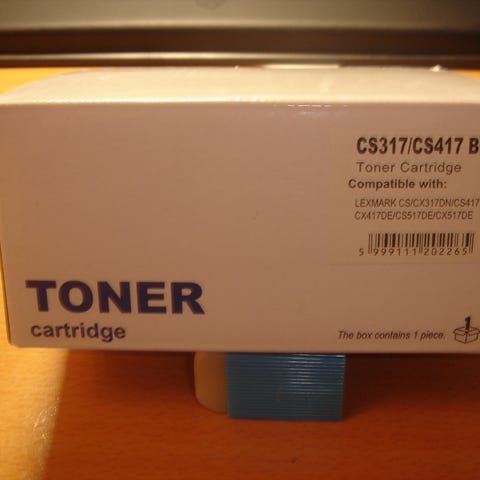 CS317/CS417 B
Toner Cartridge
Compatible with:
LEXMARK CS/CX317DN/CS417
CX417DE/CS517DE/CX517DE
5 999111 202265
TONER
cartridge
The box contains 1 piece.
1